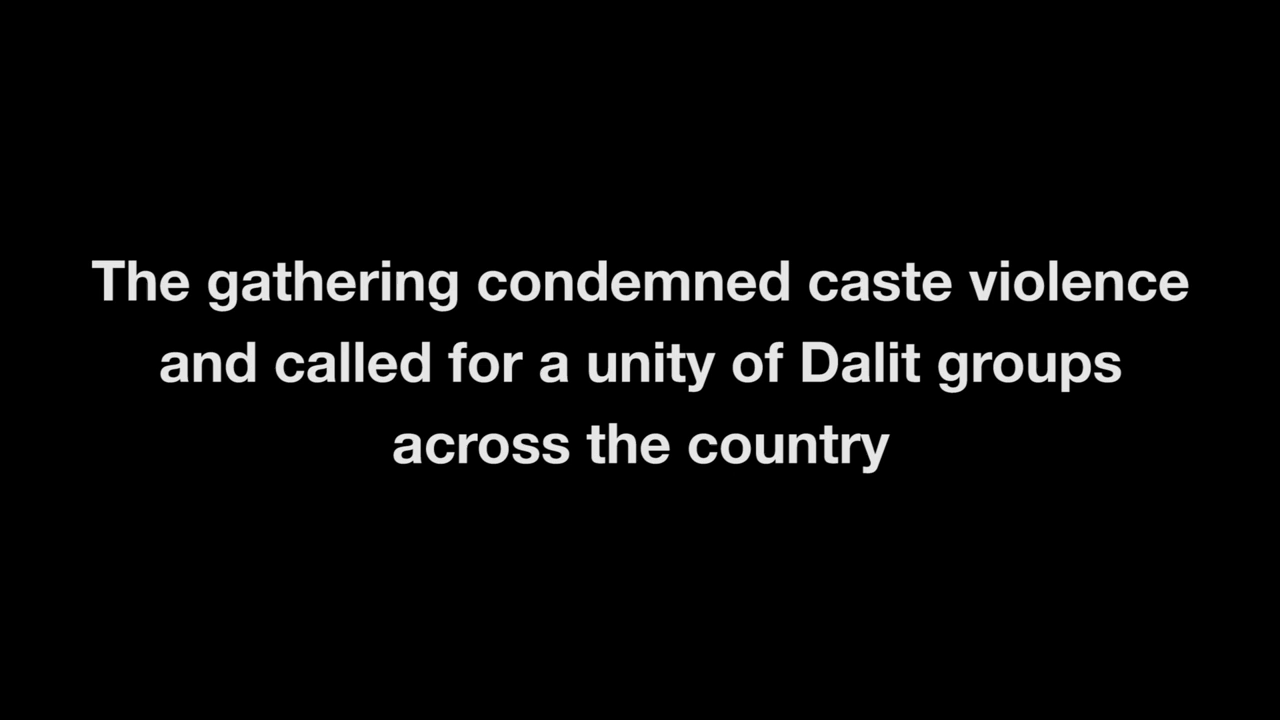 The gathering condemned caste violence
and called for a unity of Dalit groups
across the country